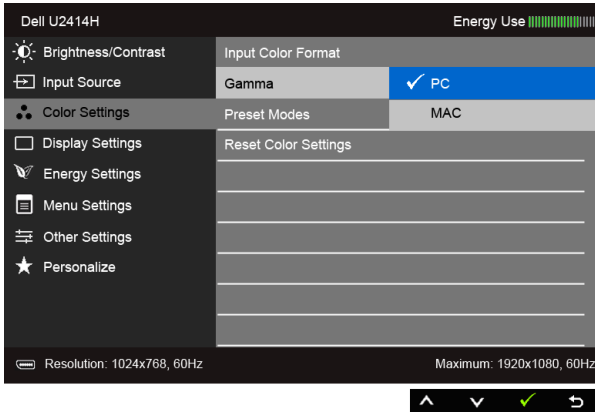 Dell U2414H
Energy Use
Brightness/Contrast
Input Color Format
Input Source
Gamma
PC
Color Settings
Preset Modes
MAC
Display Settings
Reset Color Settings
Energy Settings
Menu Settings
Other Settings
Personalize
Resolution: 1024x768, 60Hz
Maximum: 1920x1080, 60Hz